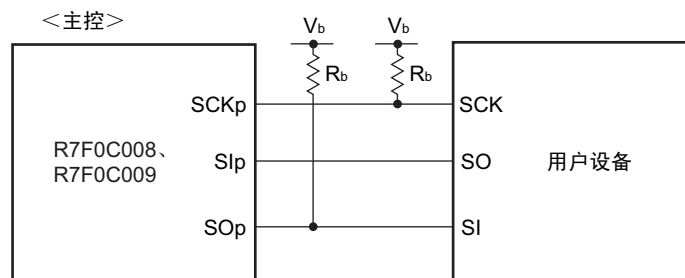 ＜主控＞
Vb
Vb
Rb
Rb
SCKp
SCK
R7F0C008、
R7F0C009
SIp
SO
用户设备
SOp
SI